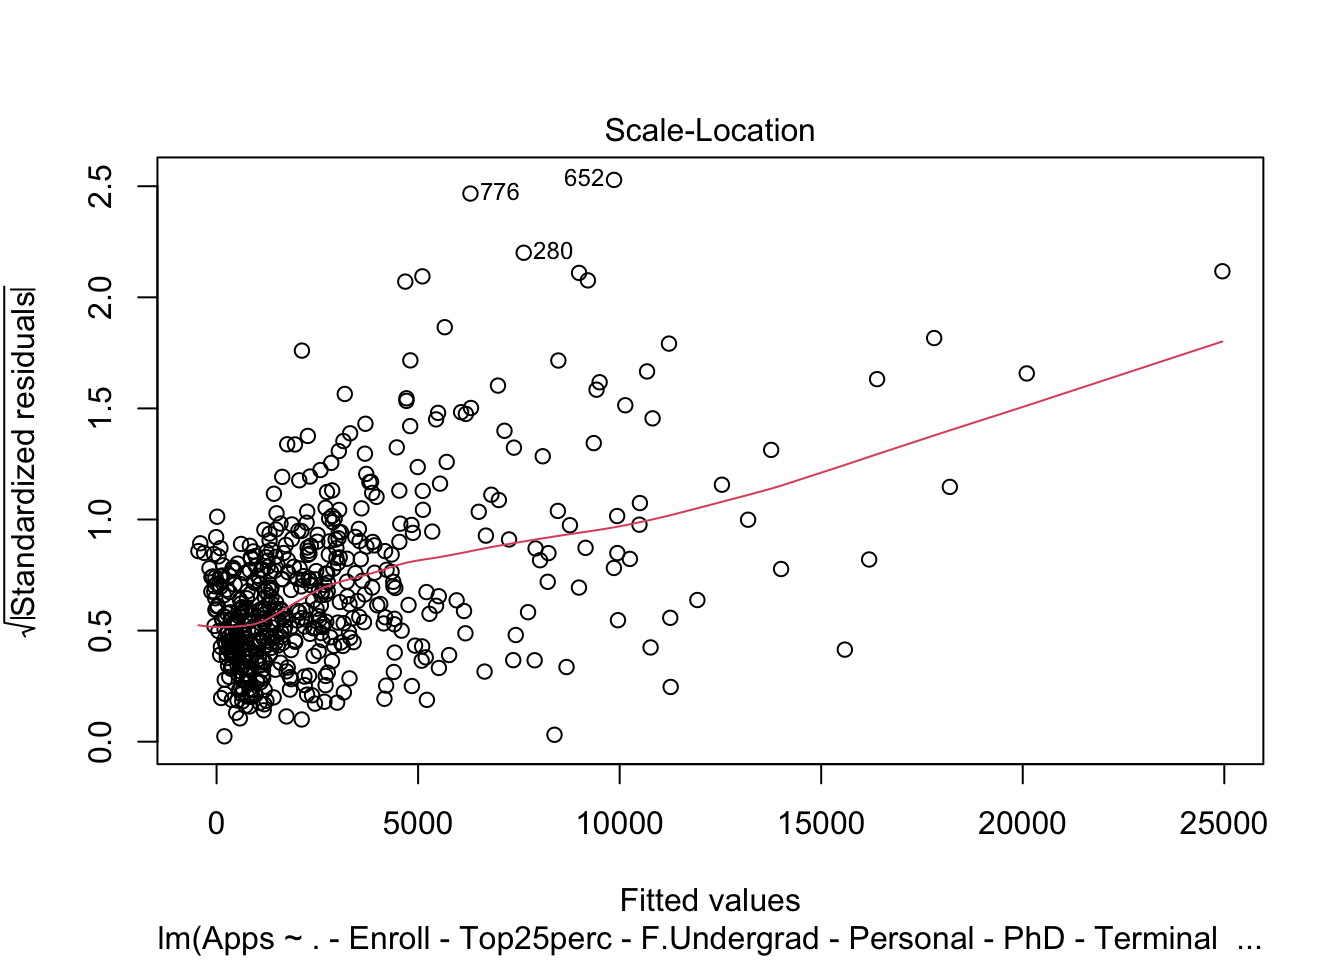 Scale-Location
√|Standardized residuals|
2.5
2.0
1.5
1.0
0.5
0.0
776
652
280
0 5000 10000 15000 20000 25000
Fitted values
lm(Apps ~ . - Enroll - Top25perc - F.Undergrad - Personal - PhD - Terminal ...